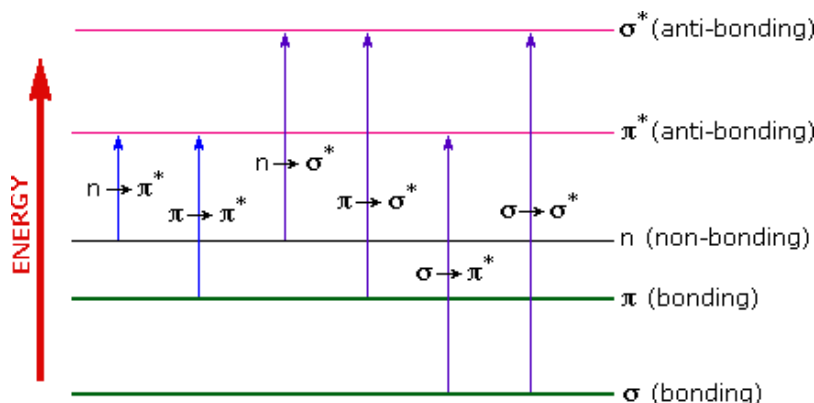 σ* (anti-bonding)
π* (anti-bonding)
n → σ*
n → π*
π → σ*
π → π*
σ → σ*
n (non-bonding)
σ → π*
π (bonding)
σ (bonding)
ENERGY